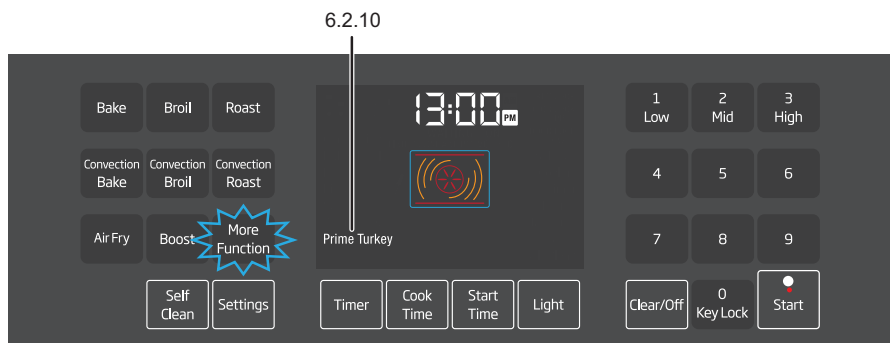 6.2.10
Bake
Broil
Roast
13:00 PM
1
Low
2
Mid
3
High
Convection
Bake
Convection
Broil
Convection
Roast
4
5
6
Air Fry
Boost
More
Function
Prime Turkey
7
8
9
Self
Clean
Settings
Timer
Cook
Time
Start
Time
Light
Clear/Off
0
Key Lock
Start